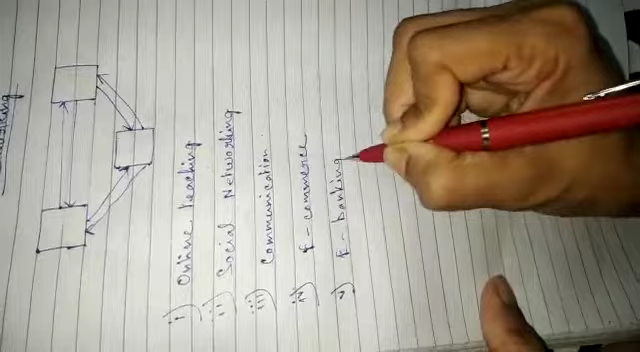 i) Online teaching
ii) Social Networking
iii) Communication.
iv) E-commerce
v) E-banking